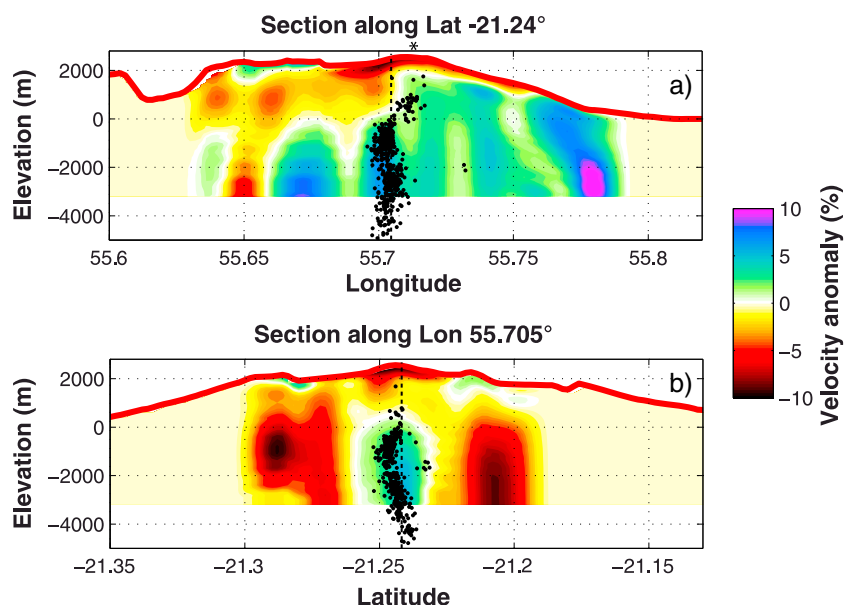 Section along Lat -21.24°
*
a)
Elevation (m)
2000
0
−2000
−4000
55.6
55.65
55.7
55.75
55.8
Longitude
Section along Lon 55.705°
b)
Elevation (m)
2000
0
−2000
−4000
−21.35
−21.3
−21.25
−21.2
−21.15
Latitude
10
5
0
−5
−10
Velocity anomaly (%)